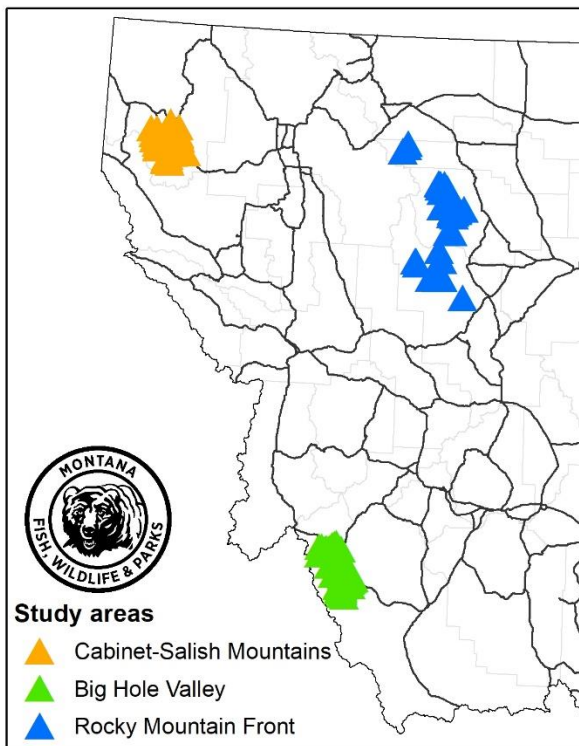 MONTANA
FISH, WILDLIFE & PARKS
Study areas
Cabinet-Salish Mountains
Big Hole Valley
Rocky Mountain Front